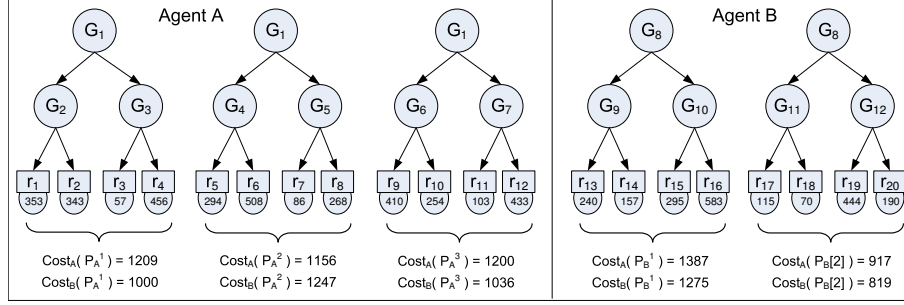 Agent A Agent B
G1 G1 G1 G8 G8
G2 G3 G4 G5 G6 G7 G9 G10 G11 G12
r1 r2 r3 r4 r5 r6 r7 r8 r9 r10 r11 r12 r13 r14 r15 r16 r17 r18 r19 r20
353 343 57 456 294 508 86 268 410 254 103 433 240 157 295 583 115 70 444 190
CostA( PA1 ) = 1209 CostA( PA2 ) = 1156 CostA( PA3 ) = 1200 CostA( PB1 ) = 1387 CostA( PB[2] ) = 917
CostB( PA1 ) = 1000 CostB( PA2 ) = 1247 CostB( PA3 ) = 1036 CostB( PB1 ) = 1275 CostB( PB[2] ) = 819